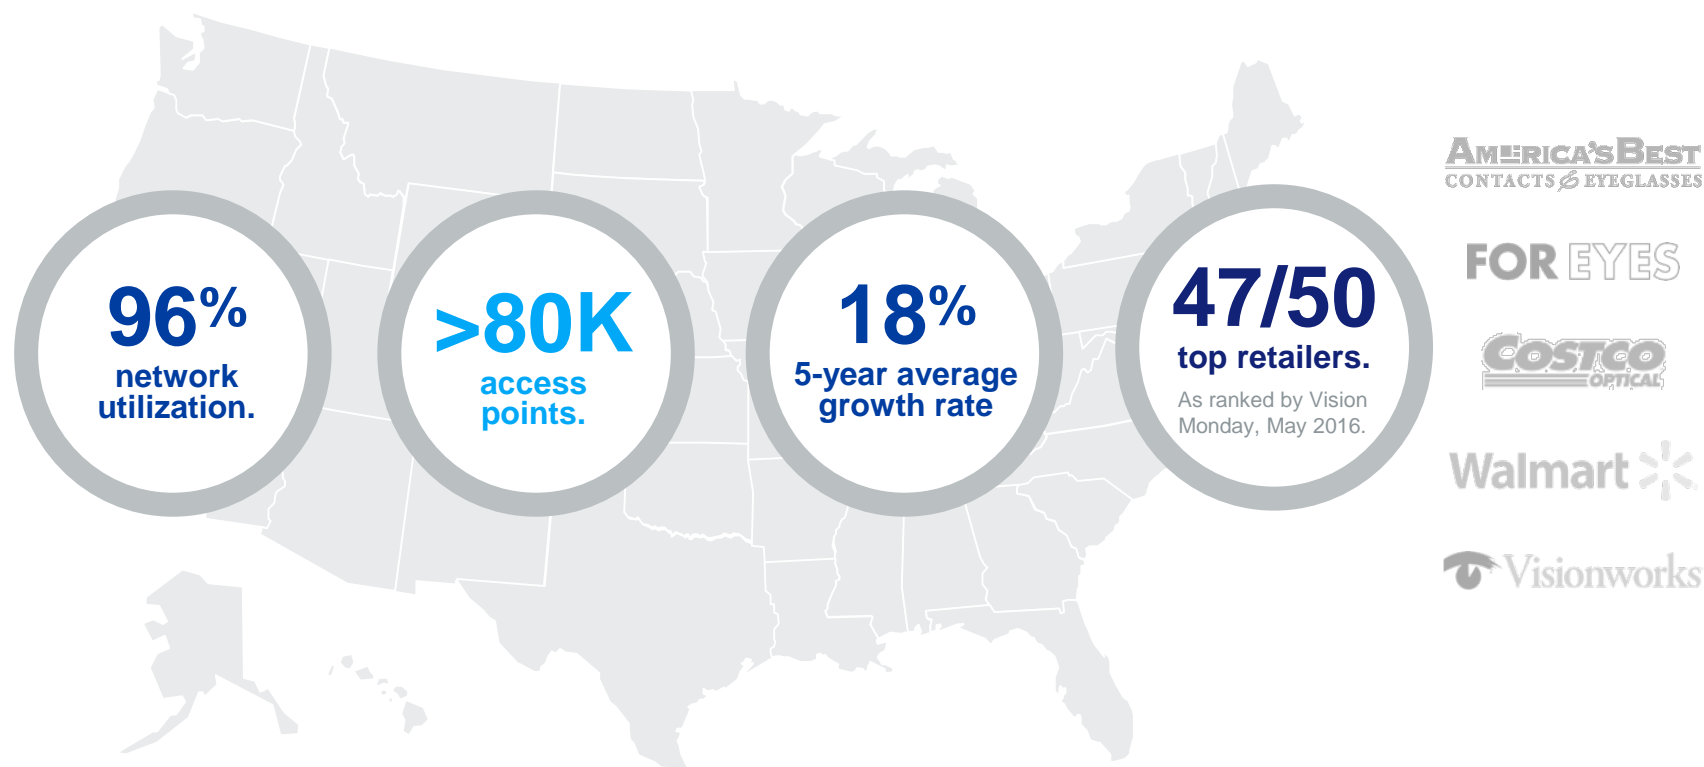 96%
network
utilization.
>80K
access
points.
18%
5-year average
growth rate
47/50
top retailers.
As ranked by Vision
Monday, May 2016.
AMERICA'S BEST
CONTACTS & EYEGLASSES
FOR EYES
COSTCO
OPTICAL
Walmart
Visionworks